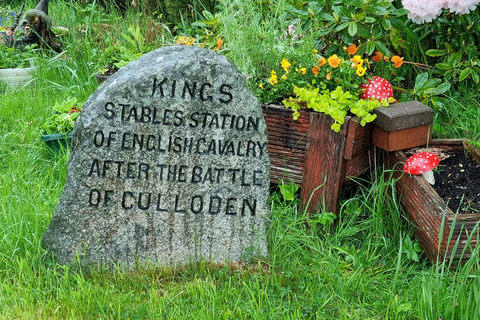 KINGS
STABLES STATION
OF ENGLISH CAVALRY
AFTER THE BATTLE
OF CULLODEN